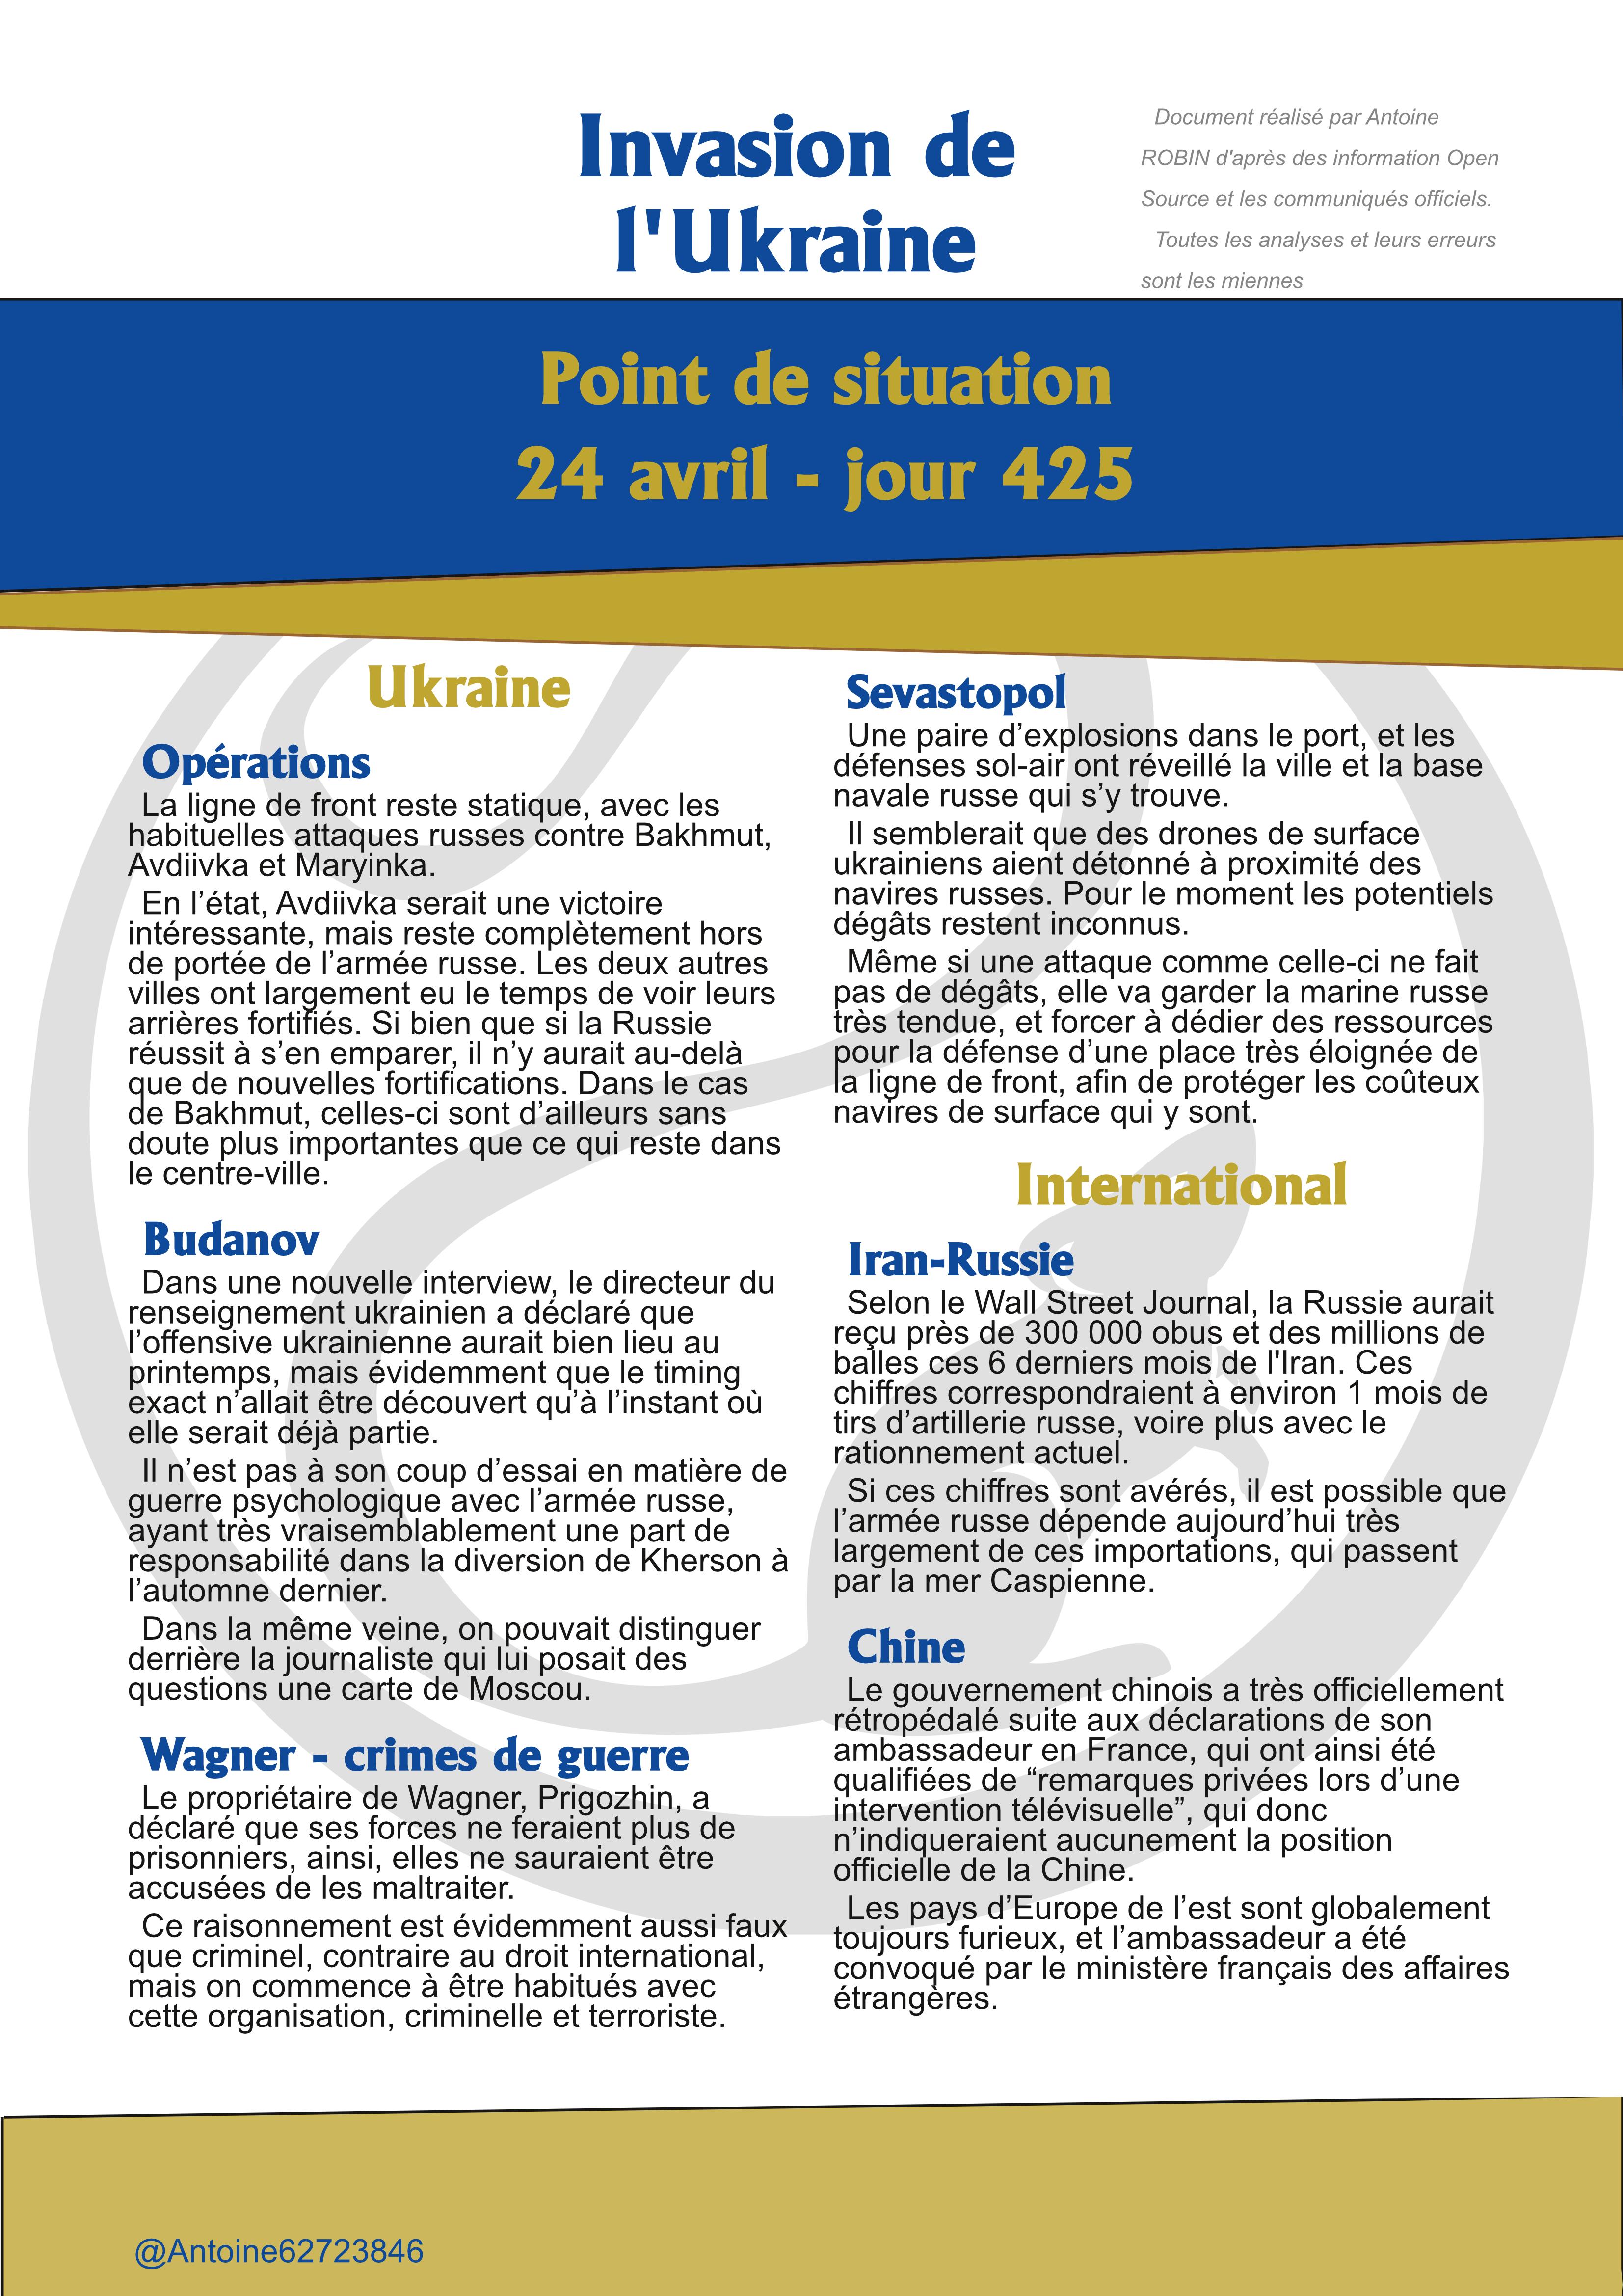 Invasion de
l'Ukraine
Document réalisé par Antoine
ROBIN d'après des information Open
Source et les communiqués officiels.
Toutes les analyses et leurs erreurs
sont les miennes
Point de situation
24 avril - jour 425
Ukraine
Opérations
La ligne de front reste statique, avec les
habituelles attaques russes contre Bakhmut,
Avdiivka et Maryinka.
En l’état, Avdiivka serait une victoire
intéressante, mais reste complètement hors
de portée de l’armée russe. Les deux autres
villes ont largement eu le temps de voir leurs
arrières fortifiés. Si bien que si la Russie
réussit à s’en emparer, il n’y aurait au-delà
que de nouvelles fortifications. Dans le cas
de Bakhmut, celles-ci sont d’ailleurs sans
doute plus importantes que ce qui reste dans
le centre-ville.
Budanov
Dans une nouvelle interview, le directeur du
renseignement ukrainien a déclaré que
l’offensive ukrainienne aurait bien lieu au
printemps, mais évidemment que le timing
exact n’allait être découvert qu’à l’instant où
elle serait déjà partie.
Il n’est pas à son coup d’essai en matière de
guerre psychologique avec l’armée russe,
ayant très vraisemblablement une part de
responsabilité dans la diversion de Kherson à
l’automne dernier.
Dans la même veine, on pouvait distinguer
derrière la journaliste qui lui posait des
questions une carte de Moscou.
Wagner - crimes de guerre
Le propriétaire de Wagner, Prigozhin, a
déclaré que ses forces ne feraient plus de
prisonniers, ainsi, elles ne sauraient être
accusées de les maltraiter.
Ce raisonnement est évidemment aussi faux
que criminel, contraire au droit international,
mais on commence à être habitués avec
cette organisation, criminelle et terroriste.
Sevastopol
Une paire d’explosions dans le port, et les
défenses sol-air ont réveillé la ville et la base
navale russe qui s’y trouve.
Il semblerait que des drones de surface
ukrainiens aient détonné à proximité des
navires russes. Pour le moment les potentiels
dégâts restent inconnus.
Même si une attaque comme celle-ci ne fait
pas de dégâts, elle va garder la marine russe
très tendue, et forcer à dédier des ressources
pour la défense d’une place très éloignée de
la ligne de front, afin de protéger les coûteux
navires de surface qui y sont.
International
Iran-Russie
Selon le Wall Street Journal, la Russie aurait
reçu près de 300 000 obus et des millions de
balles ces 6 derniers mois de l'Iran. Ces
chiffres correspondraient à environ 1 mois de
tirs d’artillerie russe, voire plus avec le
rationnement actuel.
Si ces chiffres sont avérés, il est possible que
l’armée russe dépende aujourd’hui très
largement de ces importations, qui passent
par la mer Caspienne.
Chine
Le gouvernement chinois a très officiellement
rétropédalé suite aux déclarations de son
ambassadeur en France, qui ont ainsi été
qualifiées de “remarques privées lors d’une
intervention télévisuelle”, qui donc
n’indiqueraient aucunement la position
officielle de la Chine.
Les pays d’Europe de l’est sont globalement
toujours furieux, et l’ambassadeur a été
convoqué par le ministère français des affaires
étrangères.
@Antoine62723846